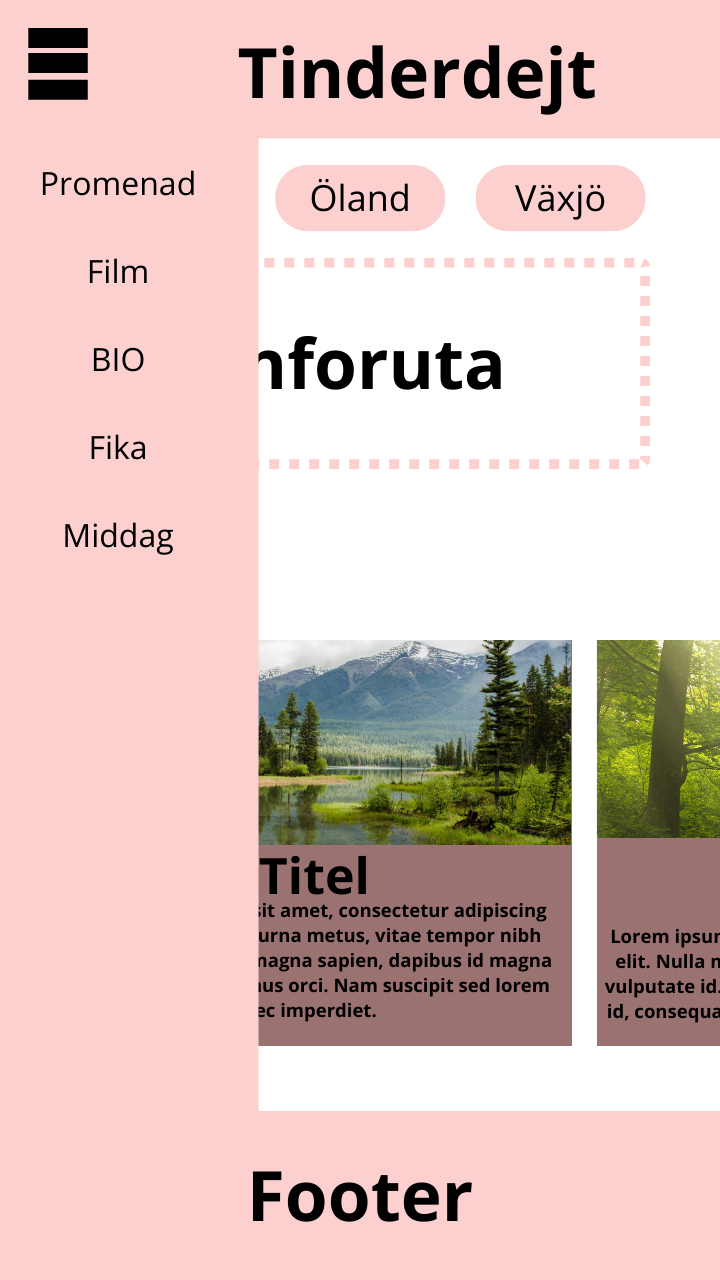 Tinderdejt
Promenad
Film
BIO
Fika
Middag
Öland
Växjö
nforuta
Titel
sit amet, consectetur adipiscing
urna metus, vitae tempor nibh
magna sapien, dapibus id magna
us orci. Nam suscipit sed lorem
ec imperdiet.
Lorem ipsu
elit. Nulla
vulputate id.
id, consequa
Footer